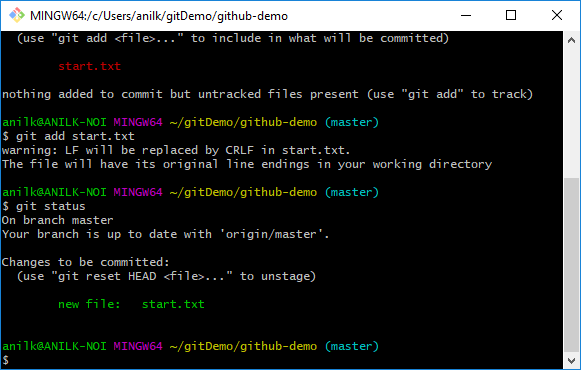 MINGW64:/c/Users/anilk/gitDemo/github-demo
(use "git add <file>..." to include in what will be committed)
start.txt
nothing added to commit but untracked files present (use "git add" to track)
anilk@ANILK-NOI MINGW64 ~/gitDemo/github-demo (master)
$ git add start.txt
warning: LF will be replaced by CRLF in start.txt.
The file will have its original line endings in your working directory
anilk@ANILK-NOI MINGW64 ~/gitDemo/github-demo (master)
$ git status
On branch master
Your branch is up to date with 'origin/master'.
Changes to be committed:
(use "git reset HEAD <file>..." to unstage)
new file:   start.txt
anilk@ANILK-NOI MINGW64 ~/gitDemo/github-demo (master)
$